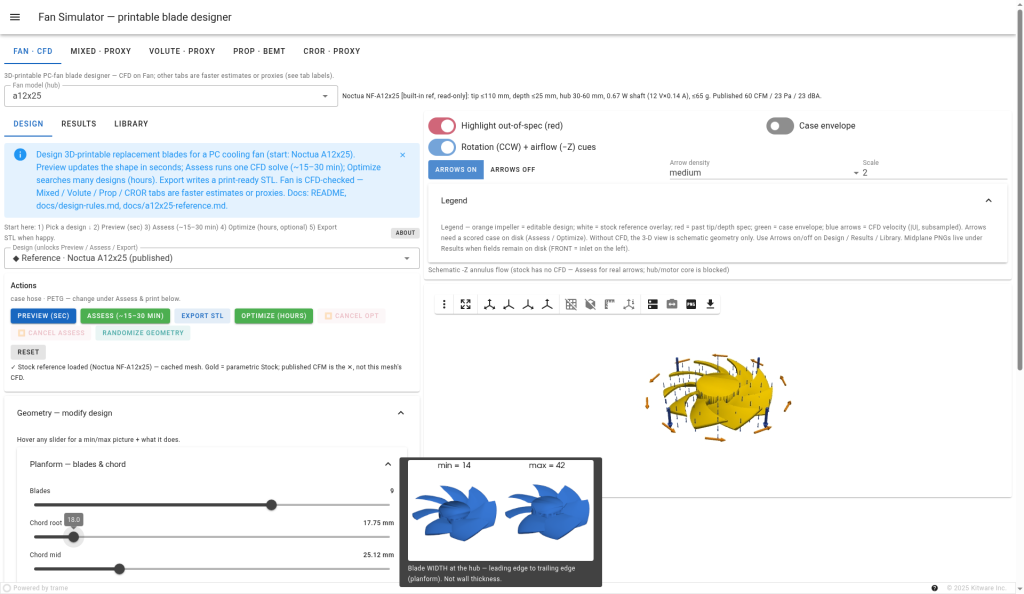 Fan Simulator — printable blade designer
FAN · CFD
MIXED · PROXY
VOLUTE · PROXY
PROP · BEMT
CROR · PROXY
3D-printable PC-fan blade designer — CFD on Fan; other tabs are faster estimates or proxies (see tab labels).
Fan model (hub)
a12x25
Noctua NF-A12x25 [built-in ref, read-only]: tip ≤110 mm, depth ≤25 mm, hub 30-60 mm, 0.67 W shaft (12 V×0.14 A), ≤65 g. Published 60 CFM / 23 Pa / 23 dBA.
DESIGN
RESULTS
LIBRARY
Design 3D-printable replacement blades for a PC cooling fan (start: Noctua A12x25).
Preview updates the shape in seconds; Assess runs one CFD solve (~15–30 min); Optimize
searches many designs (hours). Export writes a print-ready STL. Fan is CFD-checked —
Mixed / Volute / Prop / CROR tabs are faster estimates or proxies. Docs: README,
docs/design-rules.md, docs/a12x25-reference.md.
Start here: 1) Pick a design ↓ 2) Preview (sec) 3) Assess (~15–30 min) 4) Optimize (hours, optional) 5) Export
STL when happy.
ABOUT
Design (unlocks Preview / Assess / Export)
◆ Reference · Noctua A12x25 (published)
Actions
case hose · PETG — change under Assess & print below.
PREVIEW (SEC)
ASSESS (~15–30 MIN)
EXPORT STL
OPTIMIZE (HOURS)
CANCEL OPT
CANCEL ASSESS
RANDOMIZE GEOMETRY
RESET
✓ Stock reference loaded (Noctua NF-A12x25) — cached mesh. Gold = parametric Stock; published CFM is the ✕, not this mesh's
CFD.
Geometry — modify design
Hover any slider for a min/max picture + what it does.
Planform — blades & chord
Blades
9
Chord root
18.0
17.75 mm
Chord mid
25.12 mm
Highlight out-of-spec (red)
Case envelope
Rotation (CCW) + airflow (−Z) cues
ARROWS ON
ARROWS OFF
Arrow density
medium
Scale
2
Legend
Legend — orange impeller = editable design; white = stock reference overlay; red = past tip/depth spec; green = case envelope; blue arrows = CFD velocity (|U|, subsampled). Arrows
need a scored case on disk (Assess / Optimize). Without CFD, the 3-D view is schematic geometry only. Use Arrows on/off on Design / Results / Library. Midplane PNGs live under
Results when fields remain on disk (FRONT = inlet on the left).
Schematic -Z annulus flow (stock has no CFD — Assess for real arrows; hub/motor core is blocked)
min = 14
max = 42
Blade WIDTH at the hub — leading edge to trailing edge
(planform). Not wall thickness.
Powered by trame
© 2025 Kitware Inc.